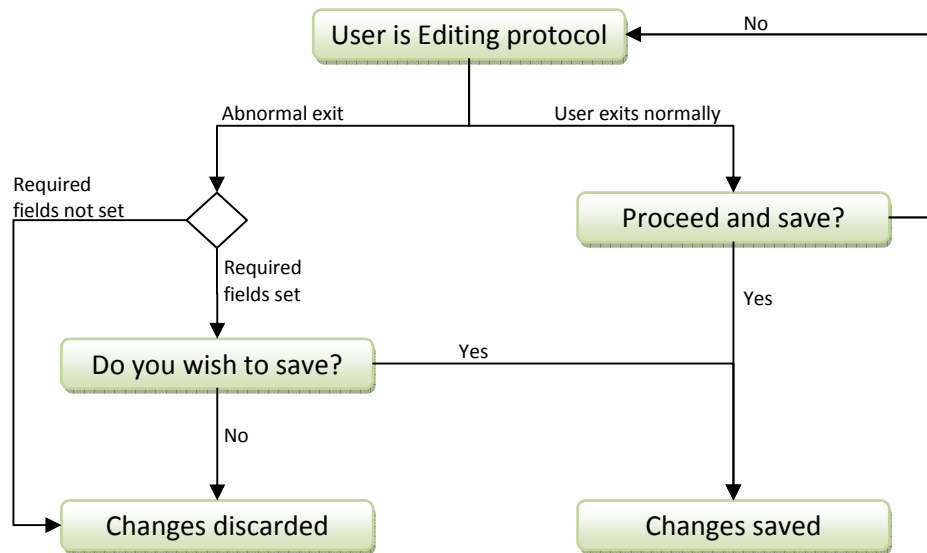 User is Editing protocol
No
Abnormal exit
User exits normally
Required
fields not set
Proceed and save?
Required
fields set
Yes
Do you wish to save?
Yes
No
Changes discarded
Changes saved